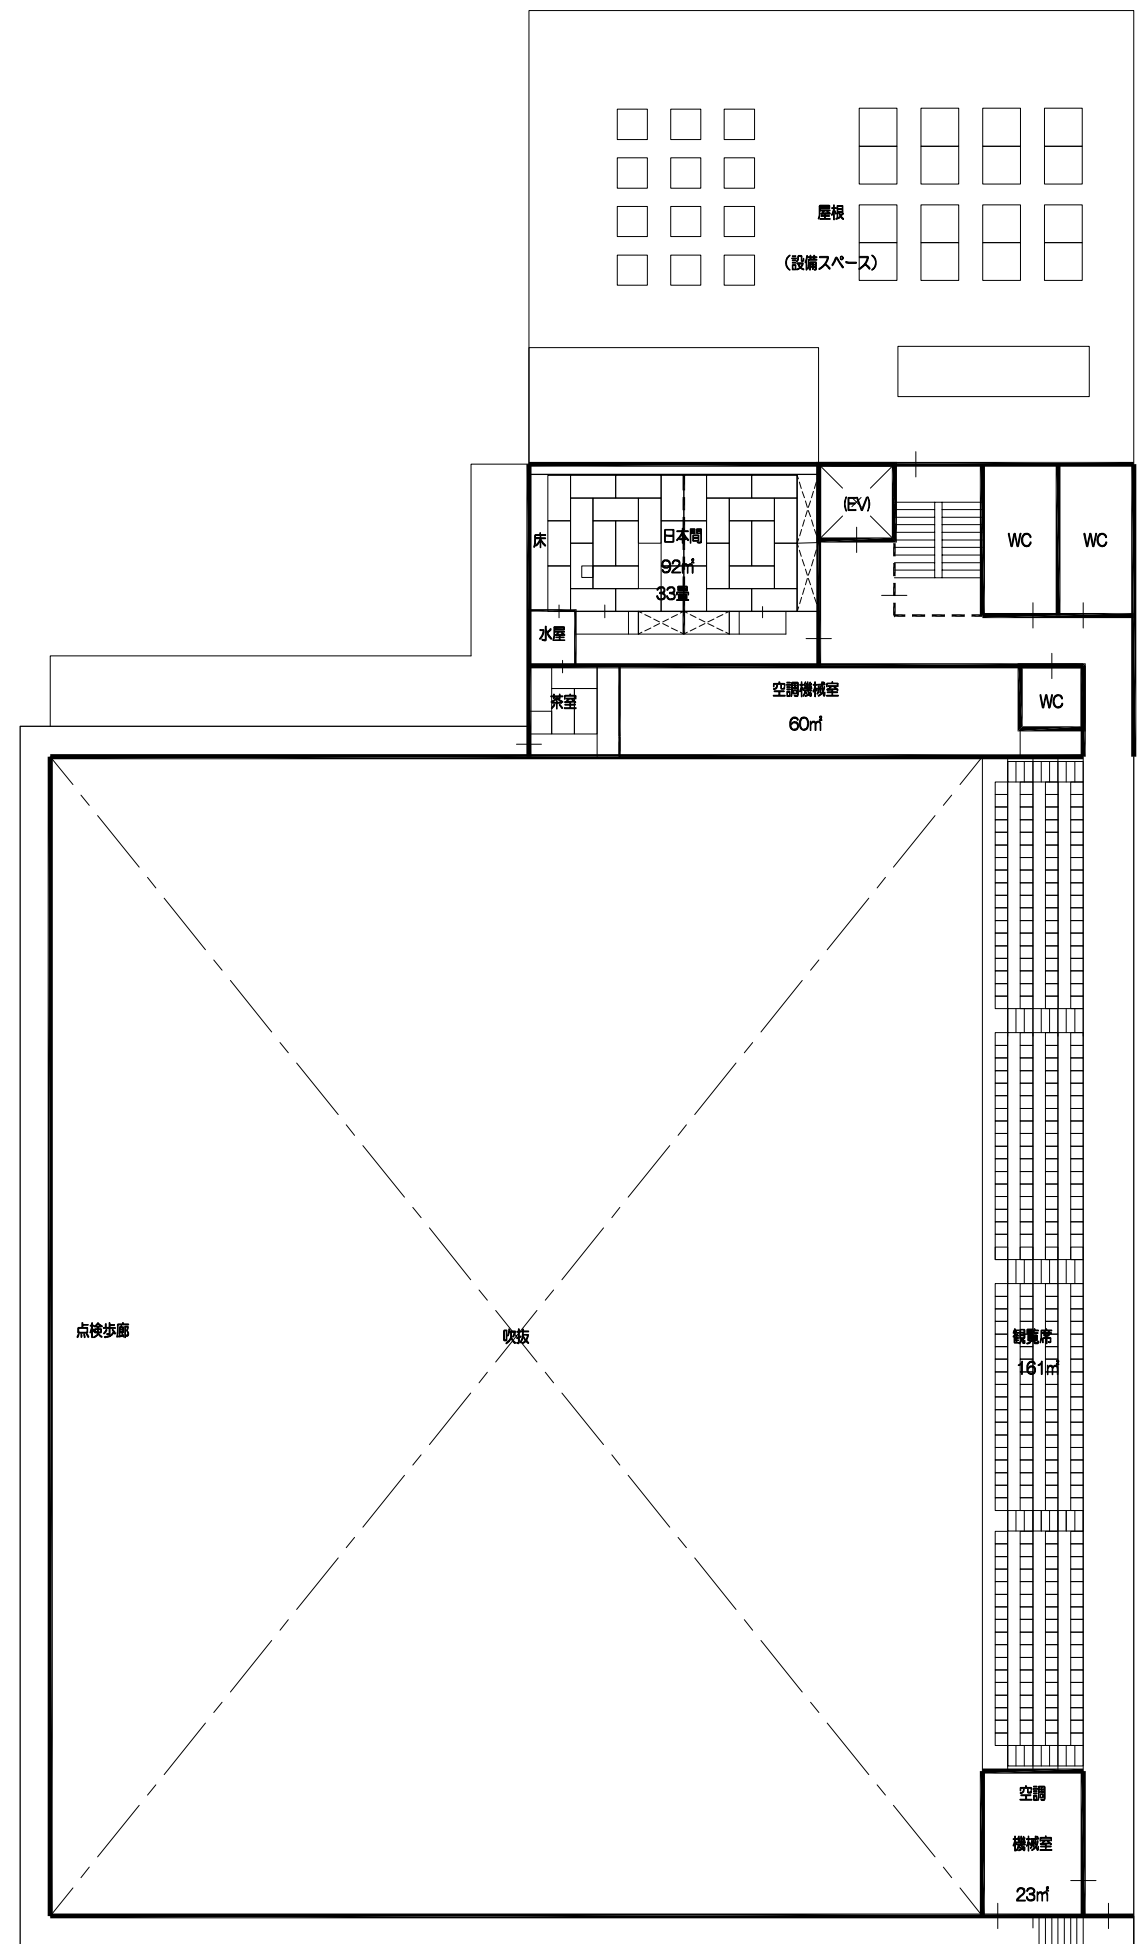 屋根
(設備スペース)
(EV)
床
日本間
92㎡
33畳
WC
WC
水屋
茶室
空調機械室
60㎡
WC
点検歩廊
吹抜
観覧席
161㎡
空調
機械室
23㎡